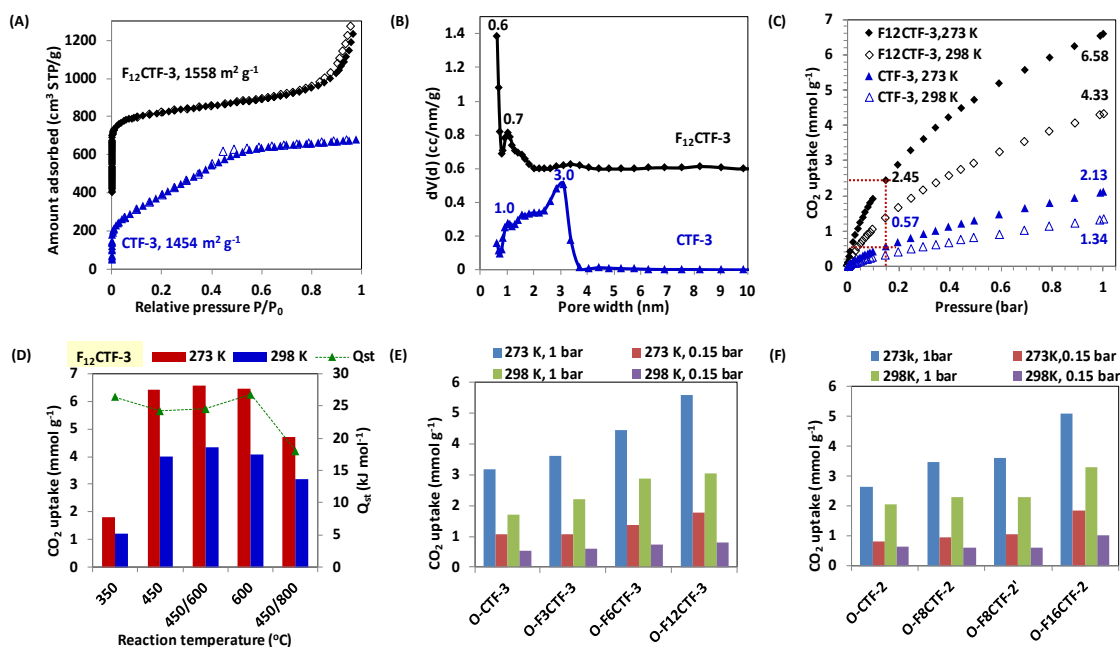 (A)
1200
1000
800
600
400
200
0
F₁₂CTF-3, 1558 m² g⁻¹
CTF-3, 1454 m² g⁻¹
0 0.2 0.4 0.6 0.8 1
Amount adsorbed (cm³ STP/g)
Relative pressure P/P₀
(B)
0.6
1.4
1.2
1.0
0.8
0.6
0.4
0.2
0
0.7
F₁₂CTF-3
3.0
1.0
CTF-3
0 1 2 3 4 5 6 7 8 9 10
dV(d) (cc/nm/g)
Pore width (nm)
(C)
7
6
5
4
3
2
1
0
F12CTF-3,273 K
F12CTF-3, 298 K
CTF-3, 273 K
CTF-3, 298 K
6.58
4.33
2.45
2.13
0.57
1.34
0 0.2 0.4 0.6 0.8 1
CO₂ uptake (mmol g⁻¹)
Pressure (bar)
(D)
F₁₂CTF-3
273 K 298 K Qst
7
6
5
4
3
2
1
0
30
25
20
15
10
5
0
350 450 450/600 600 450/800
CO₂ uptake (mmol g⁻¹)
Qst (kJ mol⁻¹)
Reaction temperature (°C)
(E)
273 K, 1 bar 273 K, 0.15 bar
298 K, 1 bar 298 K, 0.15 bar
6
5
4
3
2
1
0
O-CTF-3 O-F3CTF-3 O-F6CTF-3 O-F12CTF-3
CO₂ uptake (mmol g⁻¹)
(F)
273k, 1bar 273K,0.15 bar
298K, 1 bar 298K, 0.15bar
6
5
4
3
2
1
0
O-CTF-2 O-F8CTF-2 O-F8CTF-2' O-F16CTF-2
CO₂ uptake (mmol g⁻¹)